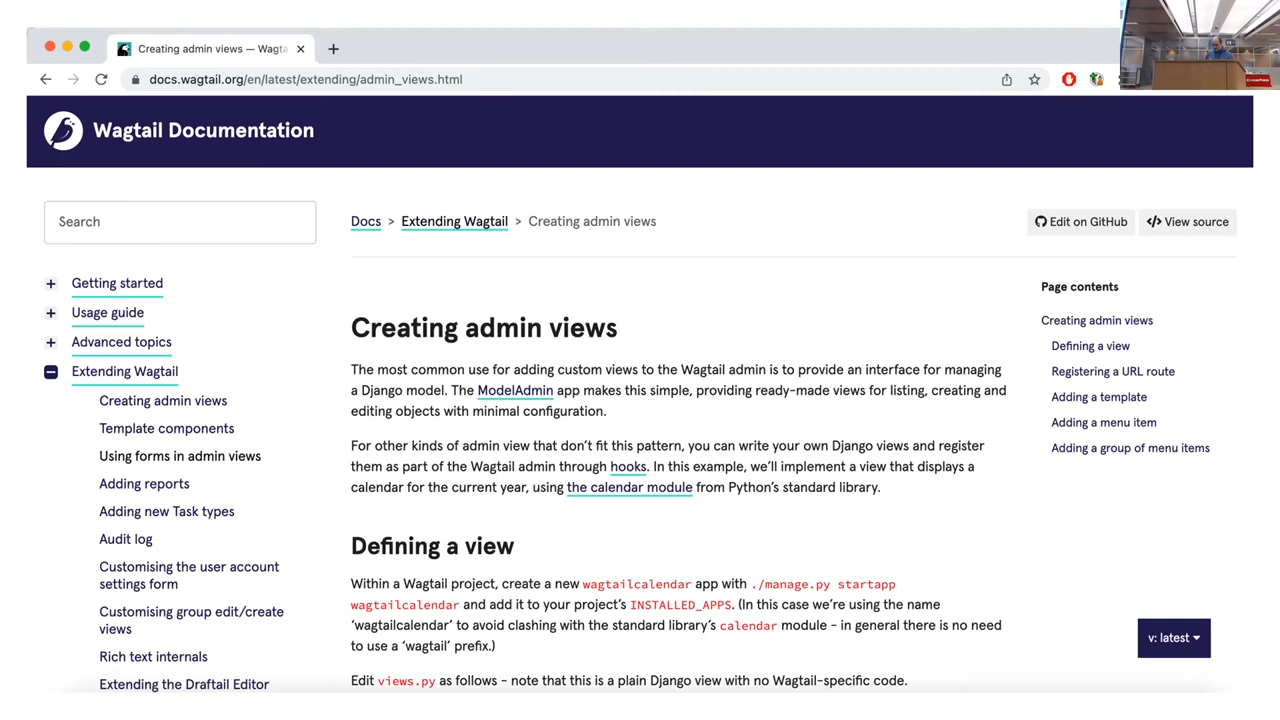 Creating admin views — Wagta
docs.wagtail.org/en/latest/extending/admin_views.html
Wagtail Documentation
Search
Getting started
Usage guide
Advanced topics
Extending Wagtail
Creating admin views
Template components
Using forms in admin views
Adding reports
Adding new Task types
Audit log
Customising the user account
settings form
Customising group edit/create
views
Rich text internals
Extending the Draftail Editor
Docs > Extending Wagtail > Creating admin views
Edit on GitHub
View source
Creating admin views
The most common use for adding custom views to the Wagtail admin is to provide an interface for managing
a Django model. The ModelAdmin app makes this simple, providing ready-made views for listing, creating and
editing objects with minimal configuration.
For other kinds of admin view that don’t fit this pattern, you can write your own Django views and register
them as part of the Wagtail admin through hooks. In this example, we’ll implement a view that displays a
calendar for the current year, using the calendar module from Python’s standard library.
Defining a view
Within a Wagtail project, create a new wagtailcalendar app with ./manage.py startapp
wagtailcalendar and add it to your project’s INSTALLED_APPS. (In this case we’re using the name
‘wagtailcalendar’ to avoid clashing with the standard library’s calendar module - in general there is no need
to use a ‘wagtail’ prefix.)
Edit views.py as follows - note that this is a plain Django view with no Wagtail-specific code.
Page contents
Creating admin views
Defining a view
Registering a URL route
Adding a template
Adding a menu item
Adding a group of menu items
v: latest